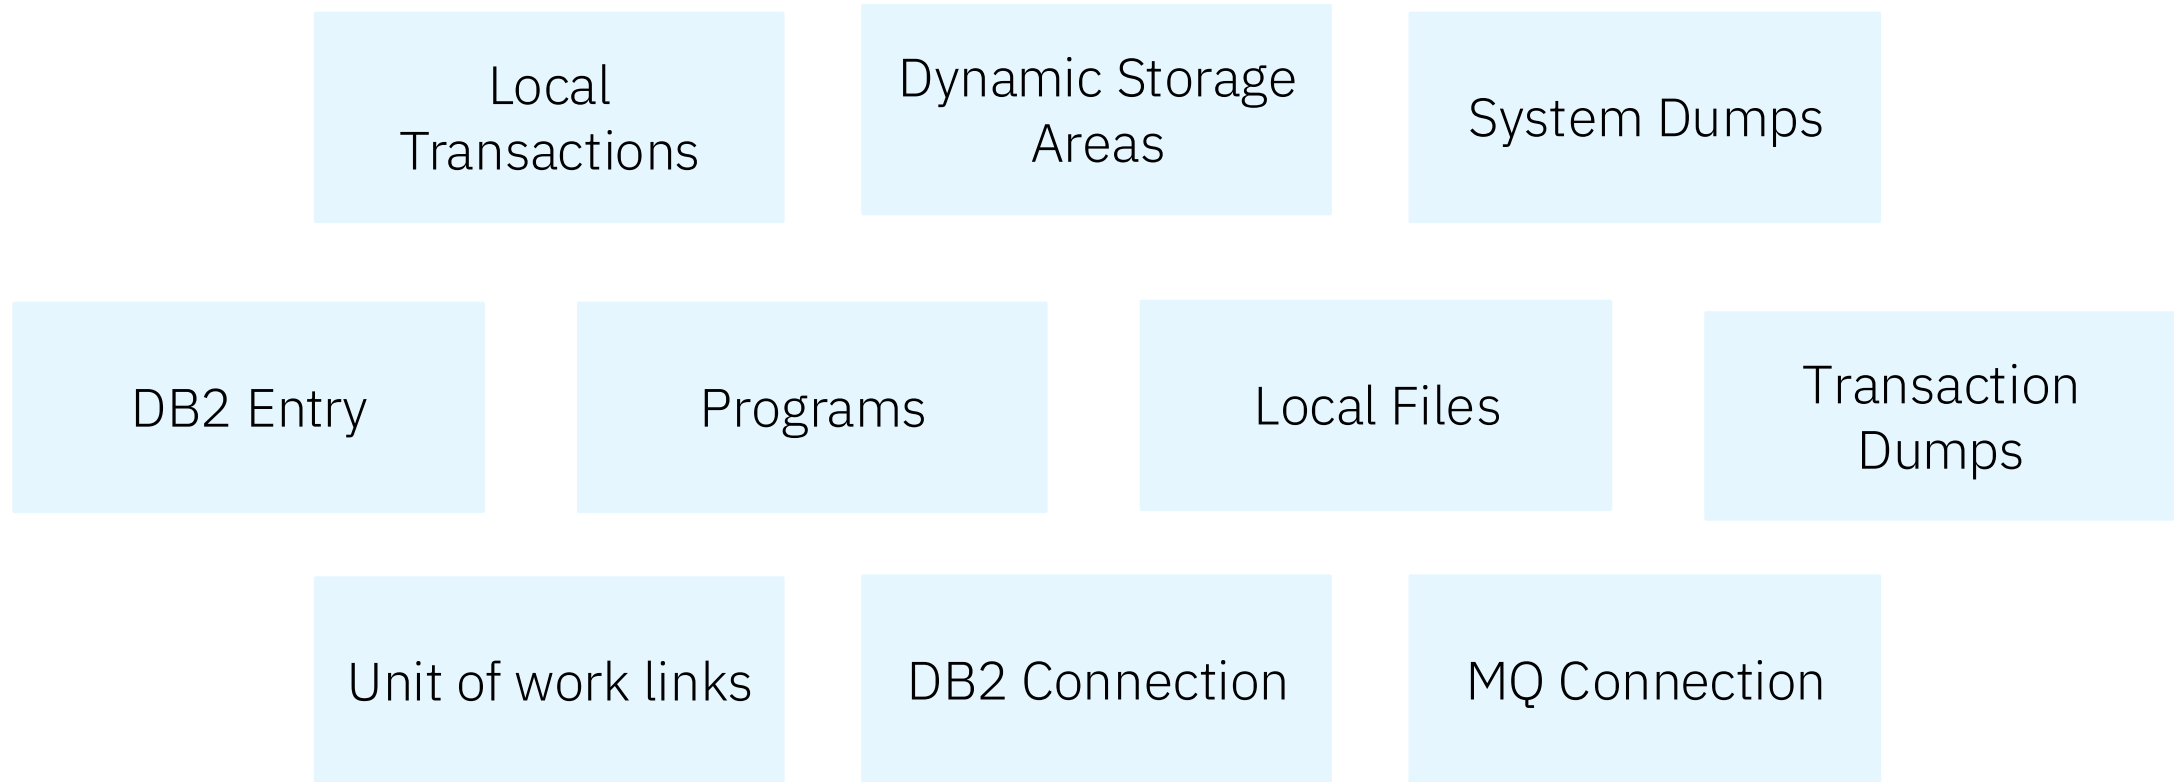 Local
Transactions
Dynamic Storage
Areas
System Dumps
DB2 Entry
Programs
Local Files
Transaction
Dumps
Unit of work links
DB2 Connection
MQ Connection